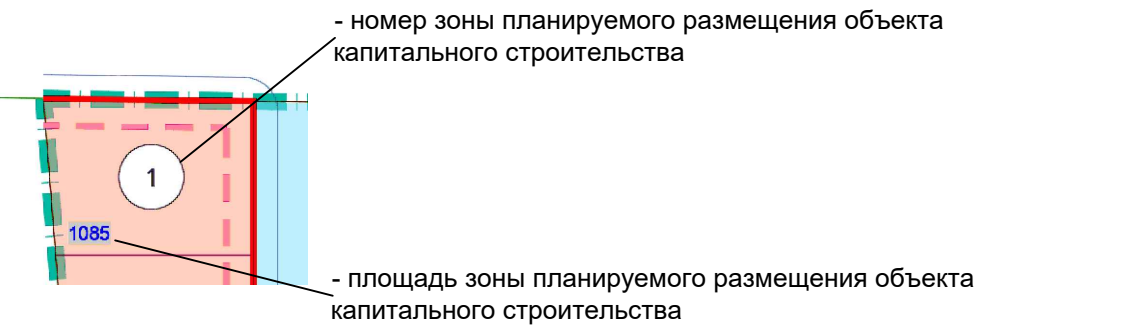 - номер зоны планируемого размещения объекта
капитального строительства
1
1085
- площадь зоны планируемого размещения объекта
капитального строительства